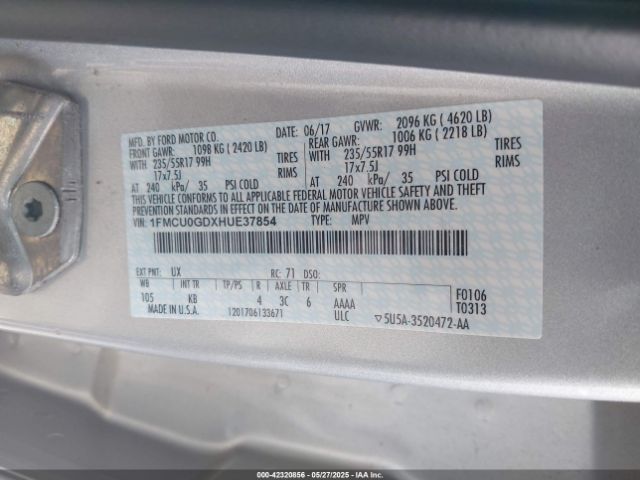 MFD. BY FORD MOTOR CO. DATE: 06/17 GVWR: 2096 KG ( 4620 LB)
FRONT GAWR: 1098 KG ( 2420 LB) REAR GAWR: 1006 KG ( 2218 LB)
WITH 235/55R17 99H TIRES WITH 235/55R17 99H TIRES
17x7.5J RIMS 17x7.5J RIMS
AT 240 kPa/ 35 PSI COLD AT 240 kPa/ 35 PSI COLD
THIS VEHICLE CONFORMS TO ALL APPLICABLE FEDERAL MOTOR VEHICLE SAFETY AND THEFT
PREVENTION STANDARDS IN EFFECT ON THE DATE OF MANUFACTURE SHOWN ABOVE.
VIN: 1FMCU0GDXHUE37854 TYPE: MPV
EXT PNT: UX RC: 71 DSO:
WB INT TR TP/PS R AXLE TR SPR
105 KB 4 3C 6 AAAA F0106
MADE IN U.S.A. 1201706133671 ULC ▽5U5A-3520472-AA T0313
000-42320856 | 05/27/2025 | IAAI.COM